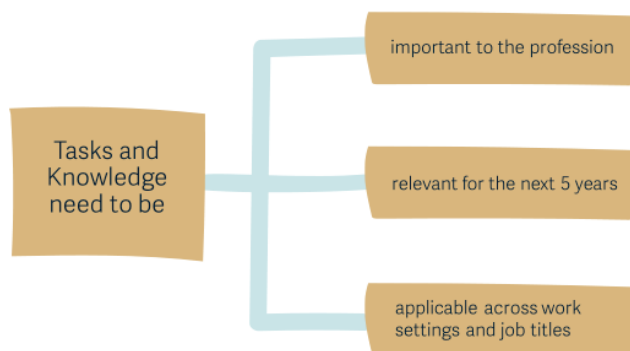 Tasks and
Knowledge
need to be
important to the profession
relevant for the next 5 years
applicable across work
settings and job titles